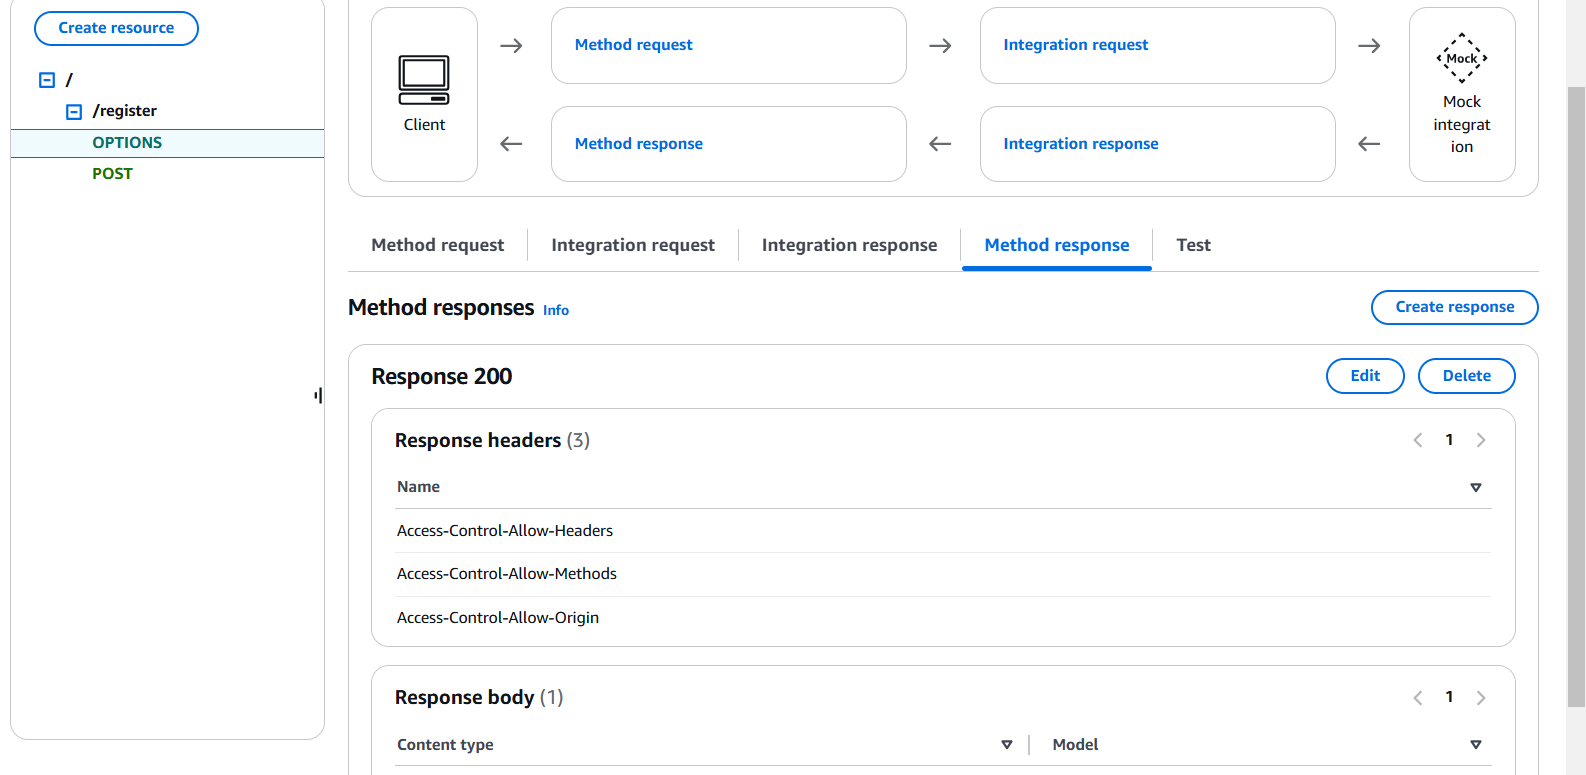 Create resource
/
/register
OPTIONS
POST
Client
Method request
Integration request
Method response
Integration response
Mock
Mock
integrat
ion
Method request
Integration request
Integration response
Method response
Test
Method responses Info
Create response
Response 200
Edit
Delete
Response headers (3)
1
Name
Access-Control-Allow-Headers
Access-Control-Allow-Methods
Access-Control-Allow-Origin
Response body (1)
1
Content type
Model